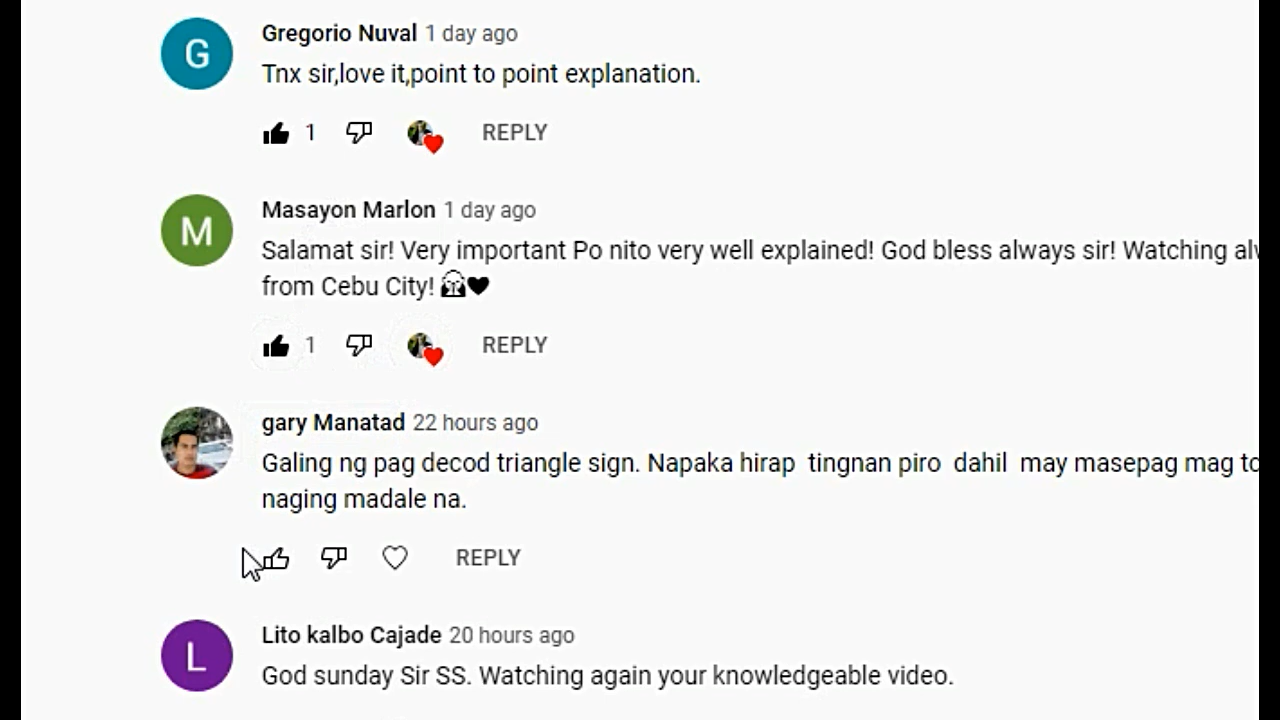 G
Gregorio Nuval 1 day ago
Tnx sir,love it,point to point explanation.
1 REPLY
M
Masayon Marlon 1 day ago
Salamat sir! Very important Po nito very well explained! God bless always sir! Watching
from Cebu City!
1 REPLY
gary Manatad 22 hours ago
Galing ng pag decod triangle sign. Napaka hirap tingnan piro dahil may masepag mag
naging madale na.
REPLY
L
Lito kalbo Cajade 20 hours ago
God sunday Sir SS. Watching again your knowledgeable video.